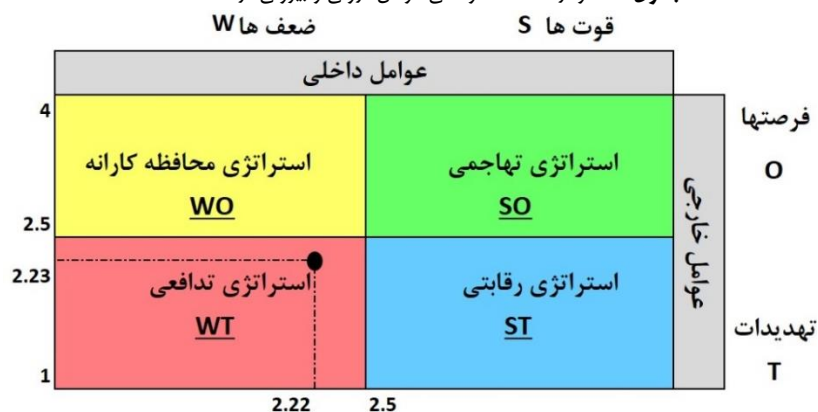 قوت ها S
ضعف ها W
عوامل داخلی
4
استراتژی تهاجمی
SO
استراتژی محافظه کارانه
WO
فرصتها
O
عوامل خارجی
2.5
2.23
استراتژی رقابتی
ST
استراتژی تدافعی
WT
تهدیدات
T
1
2.22
2.5